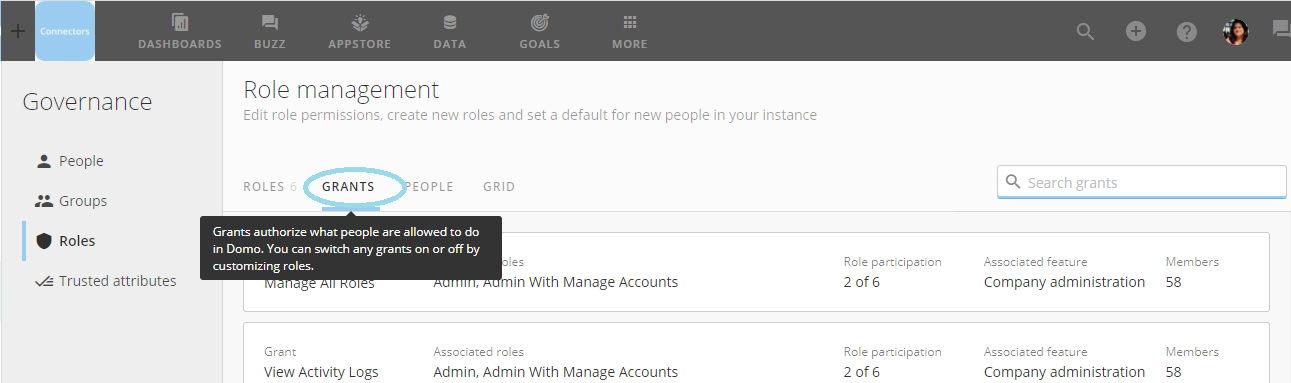 Connectors
DASHBOARDS BUZZ APPSTORE DATA GOALS MORE
Governance
People
Groups
Roles
Trusted attributes
Role management
Edit role permissions, create new roles and set a default for new people in your instance
ROLES 6 GRANTS PEOPLE GRID
Search grants
Grants authorize what people are allowed to do
in Domo. You can switch any grants on or off by
customizing roles.
roles Role participation Associated feature Members
Manage All Roles Admin, Admin With Manage Accounts 2 of 6 Company administration 58
Grant Associated roles Role participation Associated feature Members
View Activity Logs Admin, Admin With Manage Accounts 2 of 6 Company administration 58